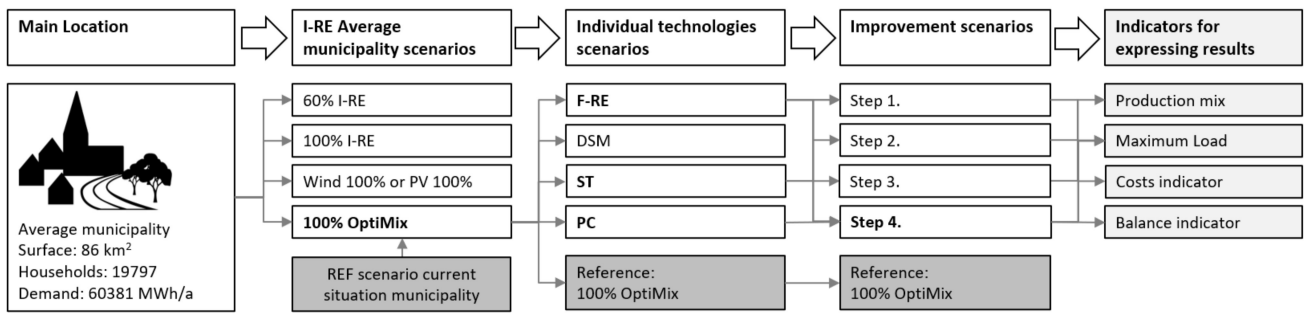 Main Location
I-RE Average
municipality scenarios
Individual technologies
scenarios
Improvement scenarios
Indicators for
expressing results
Average municipality
Surface: 86 km²
Households: 19797
Demand: 60381 MWh/a
60% I-RE
100% I-RE
Wind 100% or PV 100%
100% OptiMix
REF scenario current
situation municipality
F-RE
DSM
ST
PC
Reference:
100% OptiMix
Step 1.
Step 2.
Step 3.
Step 4.
Reference:
100% OptiMix
Production mix
Maximum Load
Costs indicator
Balance indicator